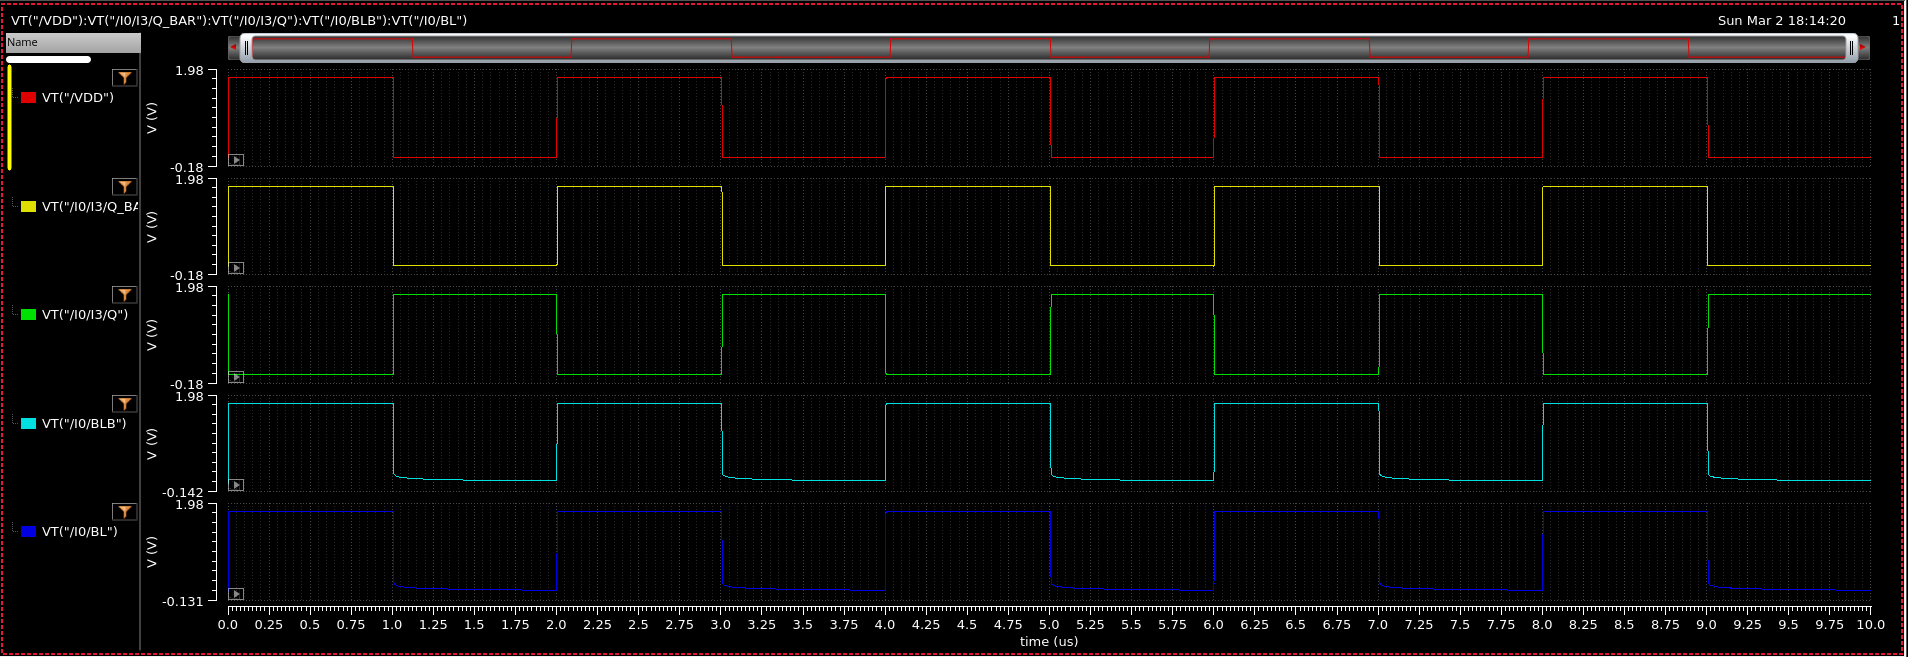 VT("/VDD"):VT("/I0/I3/Q_BAR"):VT("/I0/I3/Q"):VT("/I0/BLB"):VT("/I0/BL")
Sun Mar 2 18:14:20 1
Name
VT("/VDD")
1.98
V (V)
-0.18
VT("/I0/I3/Q_BA
1.98
V (V)
-0.18
VT("/I0/I3/Q")
1.98
V (V)
-0.18
VT("/I0/BLB")
1.98
V (V)
-0.142
VT("/I0/BL")
1.98
V (V)
-0.131
0.0 0.25 0.5 0.75 1.0 1.25 1.5 1.75 2.0 2.25 2.5 2.75 3.0 3.25 3.5 3.75 4.0 4.25 4.5 4.75 5.0 5.25 5.5 5.75 6.0 6.25 6.5 6.75 7.0 7.25 7.5 7.75 8.0 8.25 8.5 8.75 9.0 9.25 9.5 9.75 10.0
time (us)